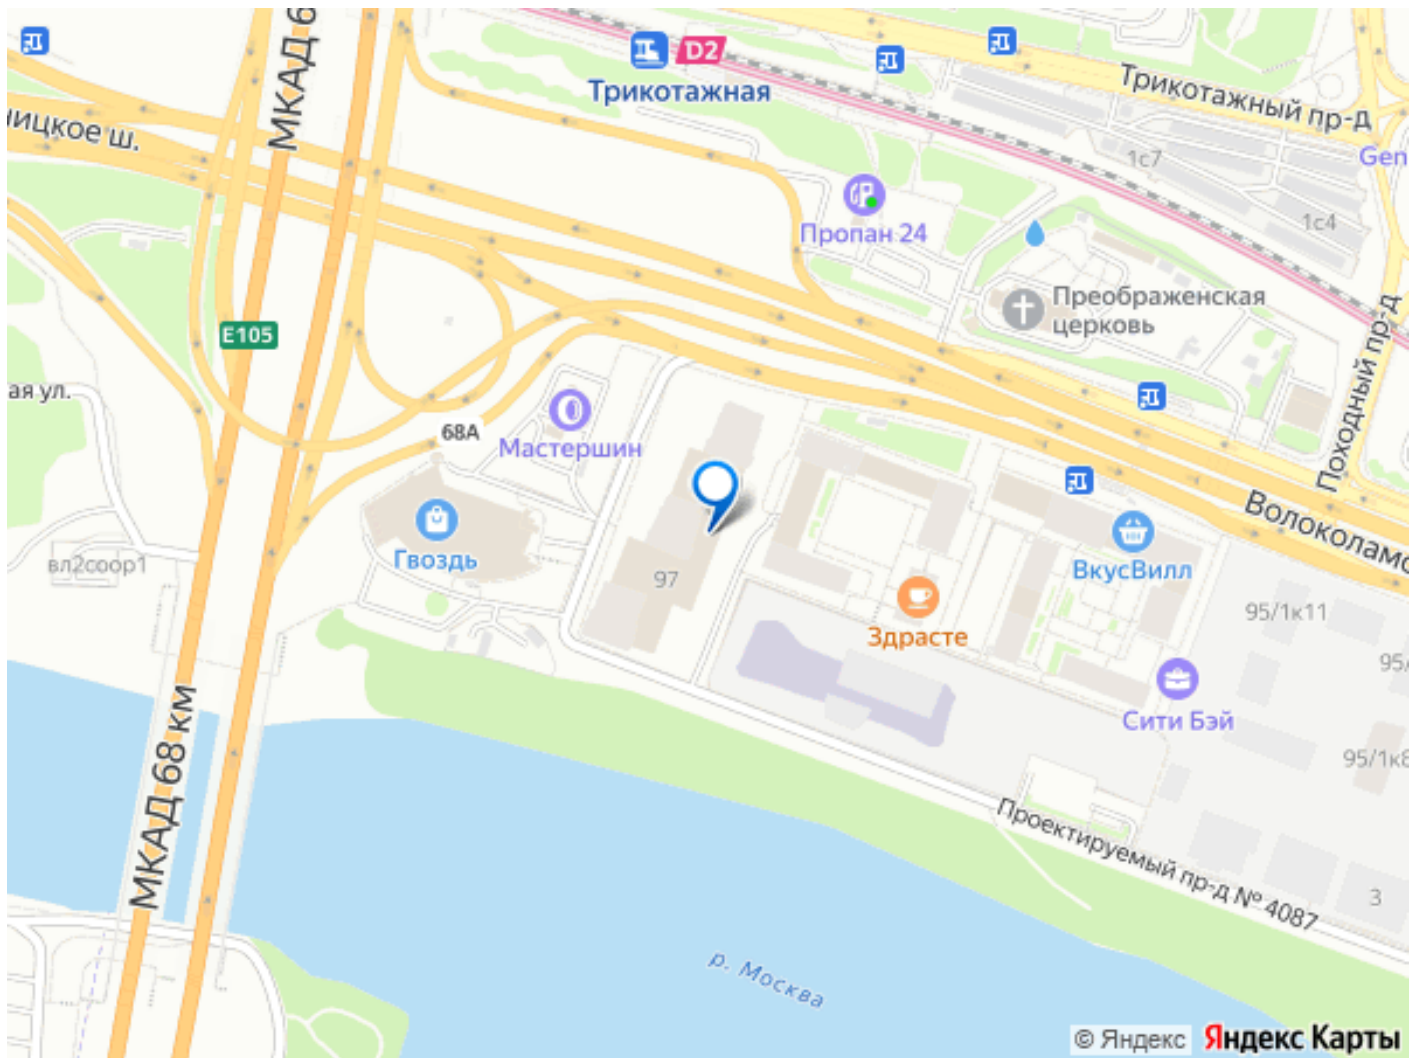 МКАД 6
D2
Трикотажная
Трикотажный пр-д
ницкое ш.
1с7
Gen
Пропан 24
1с4
Преображенская
церковь
E105
Походный пр-д
ая ул.
68А
Мастершин
Волоколамс
Гвоздь
вл2соор1
97
ВкусВилл
Здрасте
95/1к11
95/
Сити Бэй
МКАД 68 км
95/1к8
Проектируемый пр-д № 4087
3
р. Москва
© Яндекс
Яндекс Карты